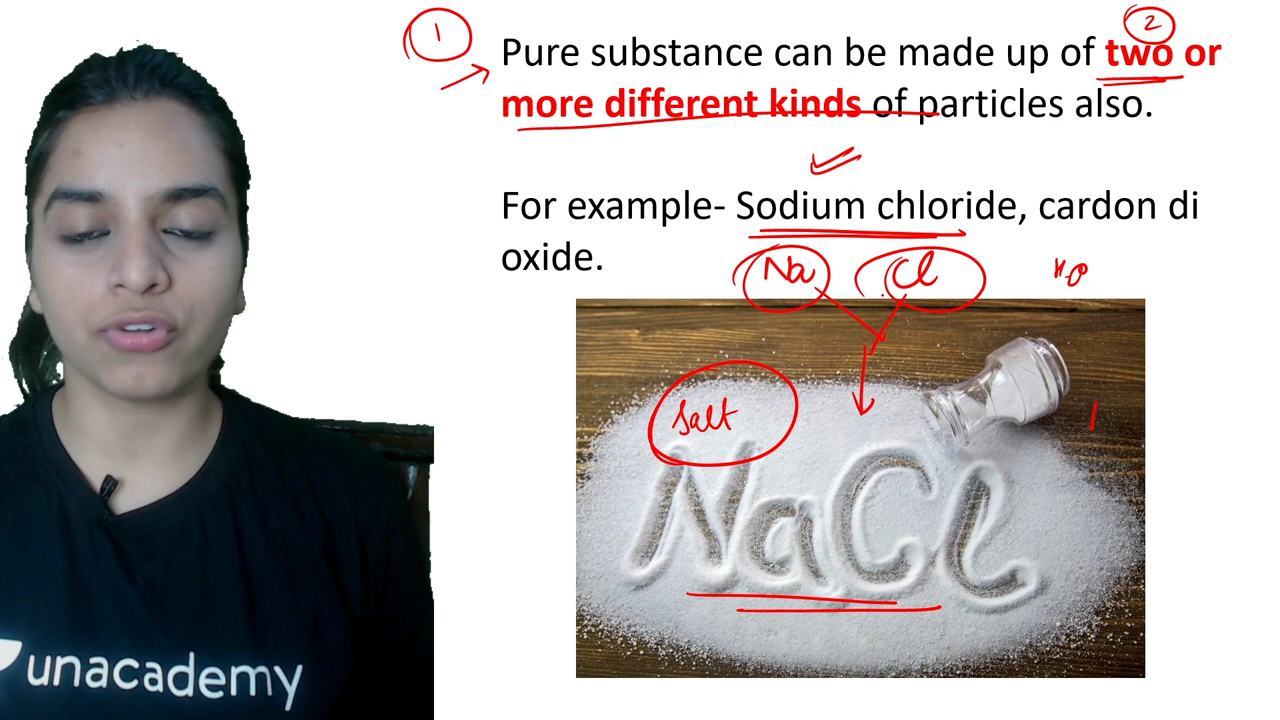 1
2
Pure substance can be made up of two or
more different kinds of particles also.
For example- Sodium chloride, cardon di
oxide.
Na Cl
Salt
NaCl
unacademy